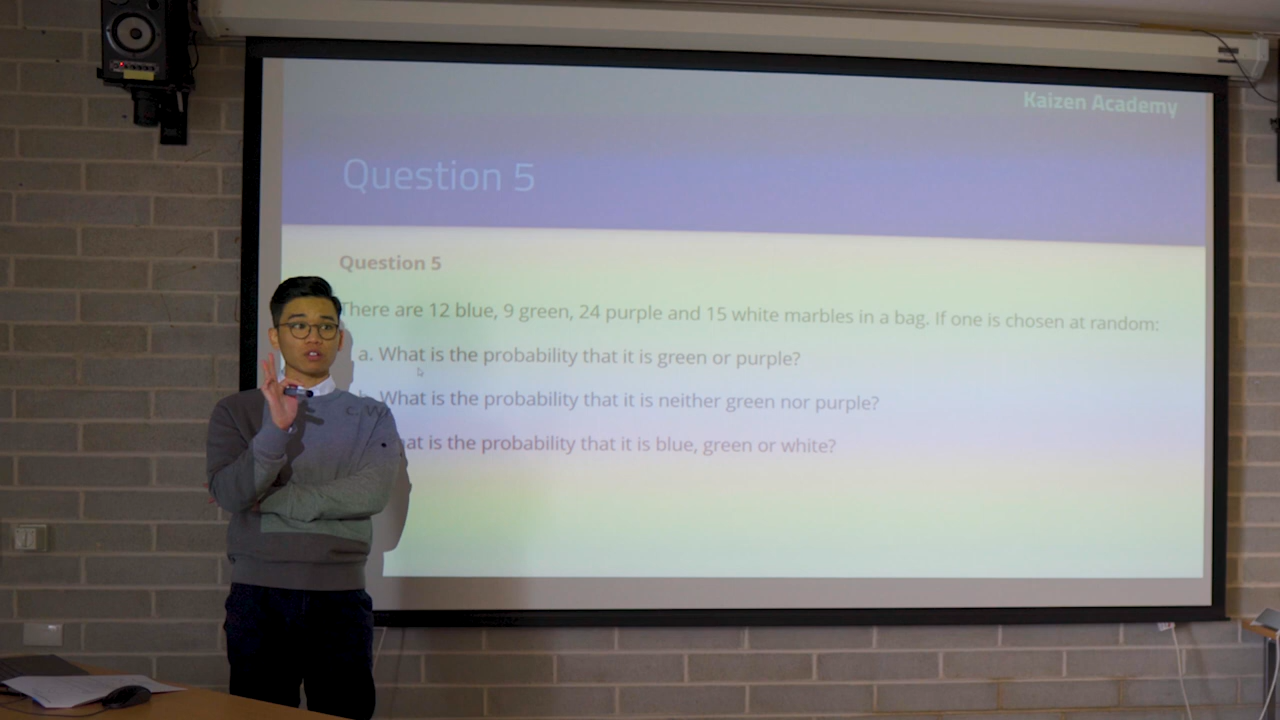 Kaizen Academy
Question 5
Question 5
There are 12 blue, 9 green, 24 purple and 15 white marbles in a bag. If one is chosen at random:
a. What is the probability that it is green or purple?
b. What is the probability that it is neither green nor purple?
c. What is the probability that it is blue, green or white?